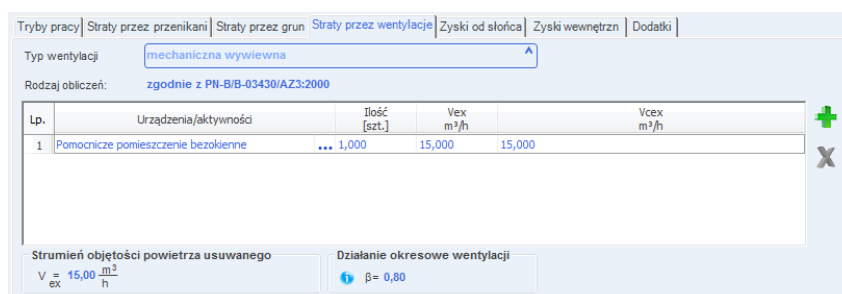 Tryby pracy Straty przez przenikani Straty przez grun Straty przez wentylacje Zyski od słońca Zyski wewnętrzn Dodatki
Typ wentylacji mechaniczna wywiewna
Rodzaj obliczeń: zgodnie z PN-B/B-03430/AZ3:2000
Lp. Urządzenia/aktywności Ilość [szt.] Vex m³/h Vcex m³/h
1 Pomocnicze pomieszczenie bezokienne ... 1,000 15,000 15,000
Strumień objętości powietrza usuwanego Działanie okresowe wentylacji
V ex = 15,00 m³/h β= 0,80